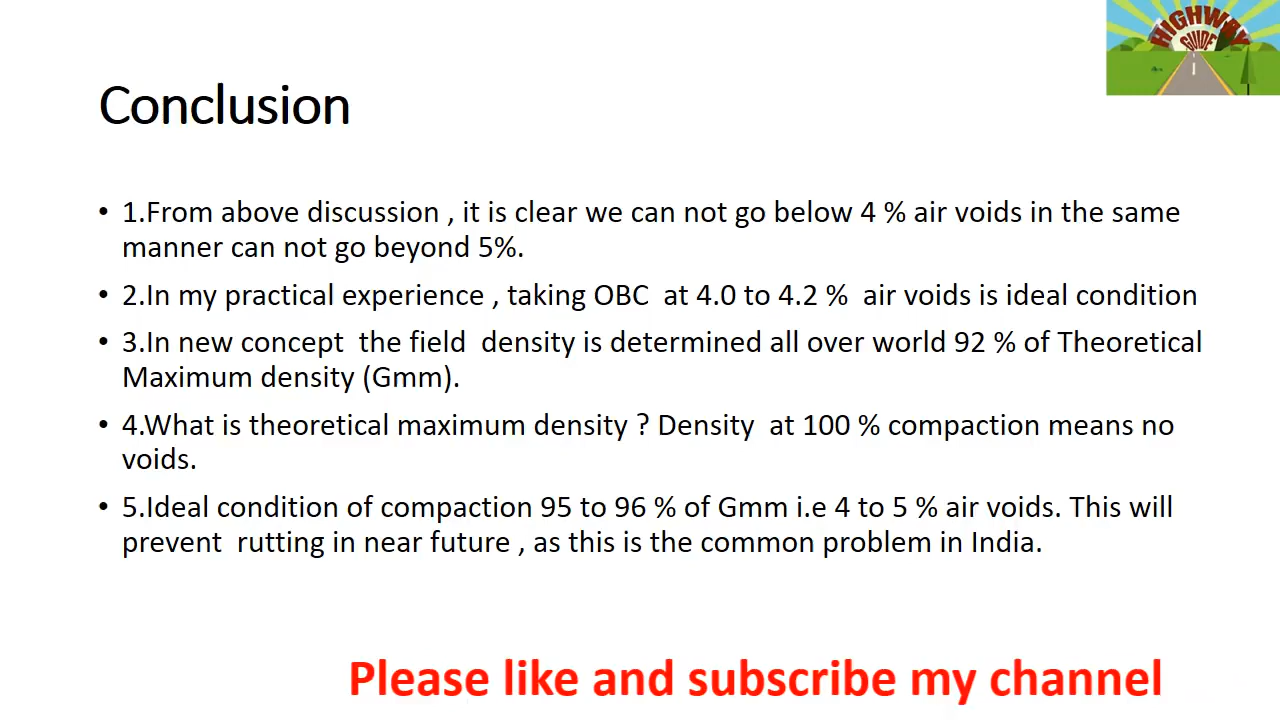 HIGHWAY
GUIDE
Conclusion
• 1.From above discussion , it is clear we can not go below 4 % air voids in the same
manner can not go beyond 5%.
• 2.In my practical experience , taking OBC at 4.0 to 4.2 % air voids is ideal condition
• 3.In new concept the field density is determined all over world 92 % of Theoretical
Maximum density (Gmm).
• 4.What is theoretical maximum density ? Density at 100 % compaction means no
voids.
• 5.Ideal condition of compaction 95 to 96 % of Gmm i.e 4 to 5 % air voids. This will
prevent rutting in near future , as this is the common problem in India.
Please like and subscribe my channel